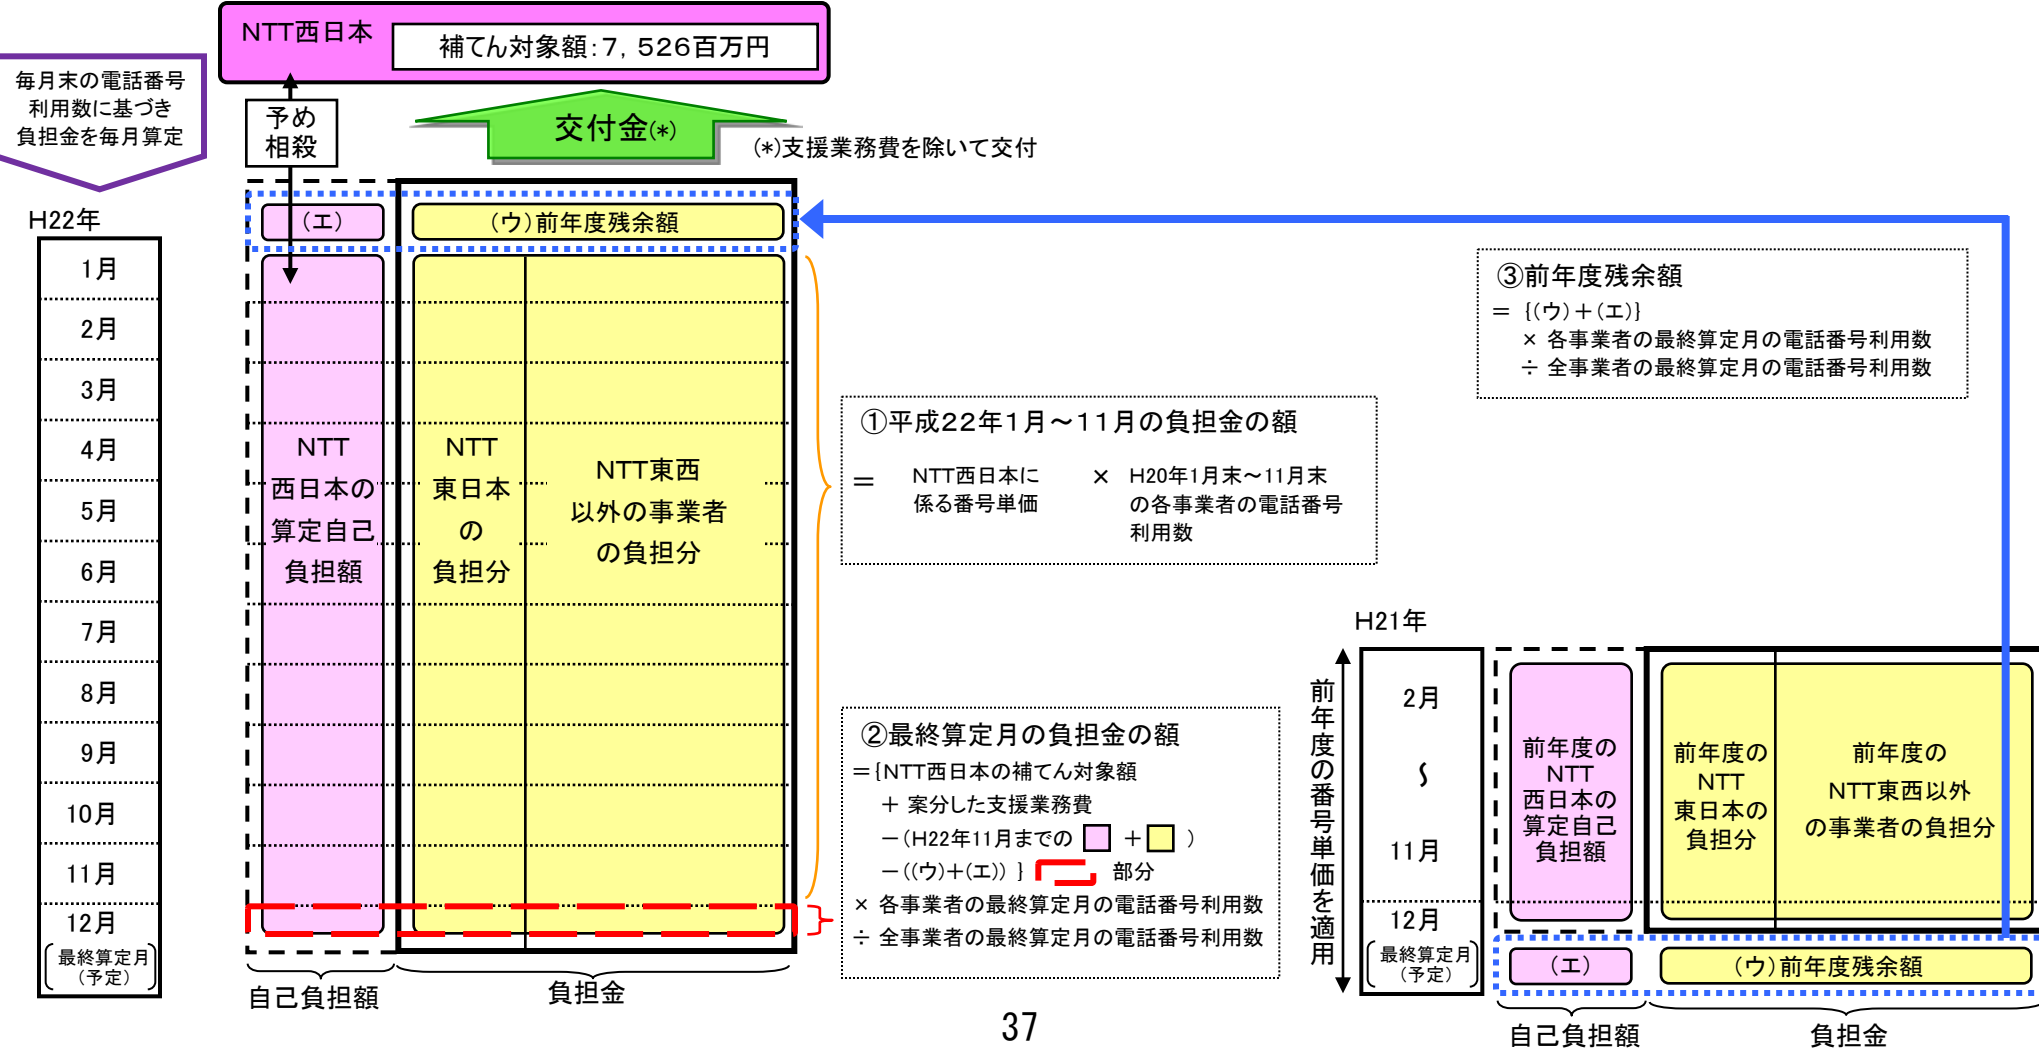 NTT西日本
補てん対象額:7,526百万円
毎月末の電話番号
利用数に基づき
負担金を毎月算定
予め
相殺
交付金(*)
(*)支援業務費を除いて交付
H22年
1月
2月
3月
4月
5月
6月
7月
8月
9月
10月
11月
12月
最終算定月
(予定)
(エ)
(ウ)前年度残余額
NTT
西日本の
算定自己
負担額
NTT
東日本
の
負担分
NTT東西
以外の事業者
の負担分
自己負担額
負担金
①平成22年1月~11月の負担金の額
= NTT西日本に
係る番号単価
× H20年1月末~11月末
の各事業者の電話番号
利用数
②最終算定月の負担金の額
={NTT西日本の補てん対象額
+ 案分した支援業務費
-(H22年11月までの + )
-((ウ)+(エ)) } 部分
× 各事業者の最終算定月の電話番号利用数
÷ 全事業者の最終算定月の電話番号利用数
③前年度残余額
= {(ウ)+(エ)}
× 各事業者の最終算定月の電話番号利用数
÷ 全事業者の最終算定月の電話番号利用数
H21年
前年度の番号単価を適用
2月
~
11月
12月
最終算定月
(予定)
前年度の
NTT
西日本の
算定自己
負担額
前年度の
NTT
東日本の
負担分
前年度の
NTT東西以外
の事業者の負担分
(エ)
(ウ)前年度残余額
自己負担額
負担金
37